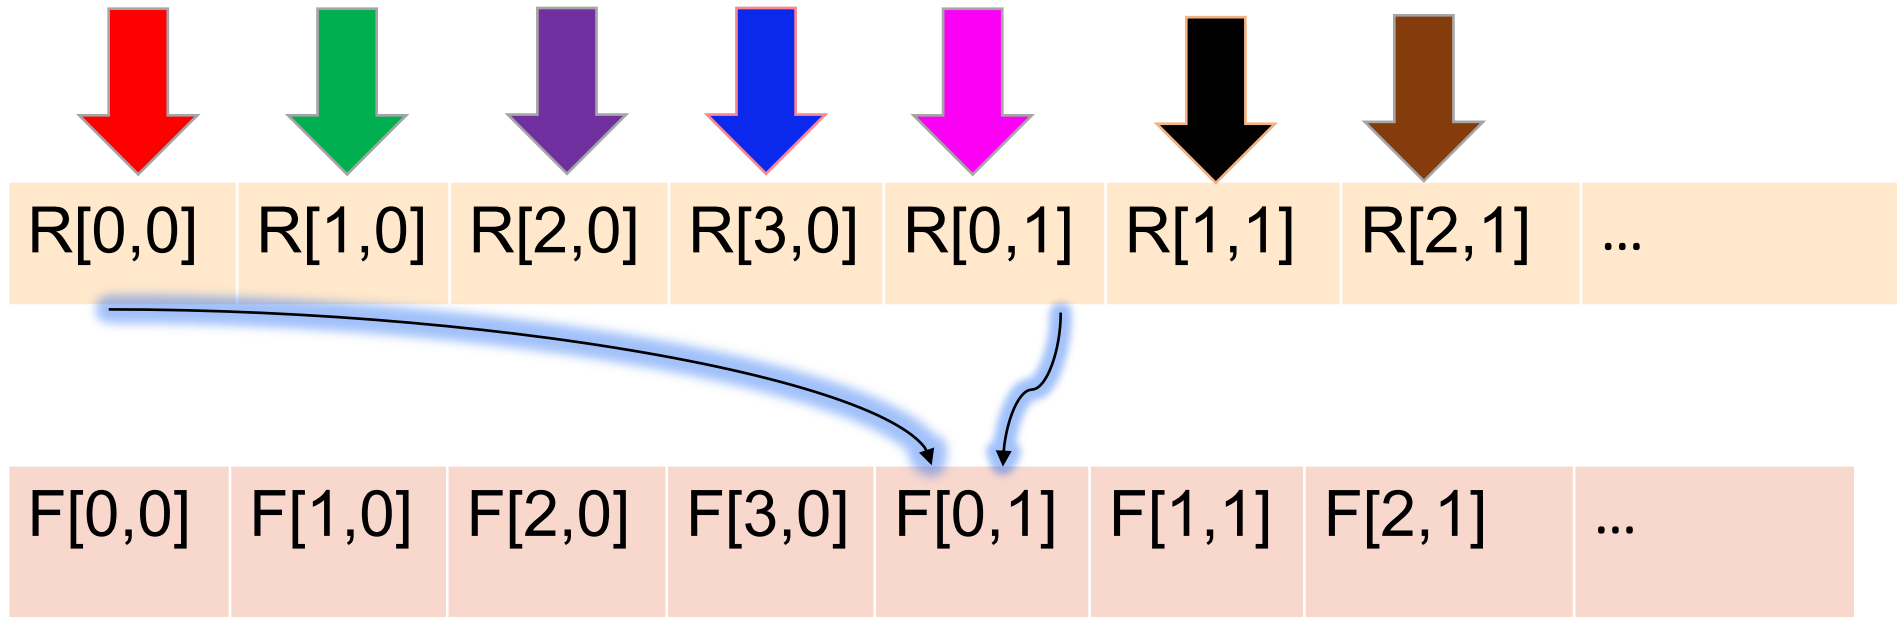 R[0,0] R[1,0] R[2,0] R[3,0] R[0,1] R[1,1] R[2,1] ...
F[0,0] F[1,0] F[2,0] F[3,0] F[0,1] F[1,1] F[2,1] ...